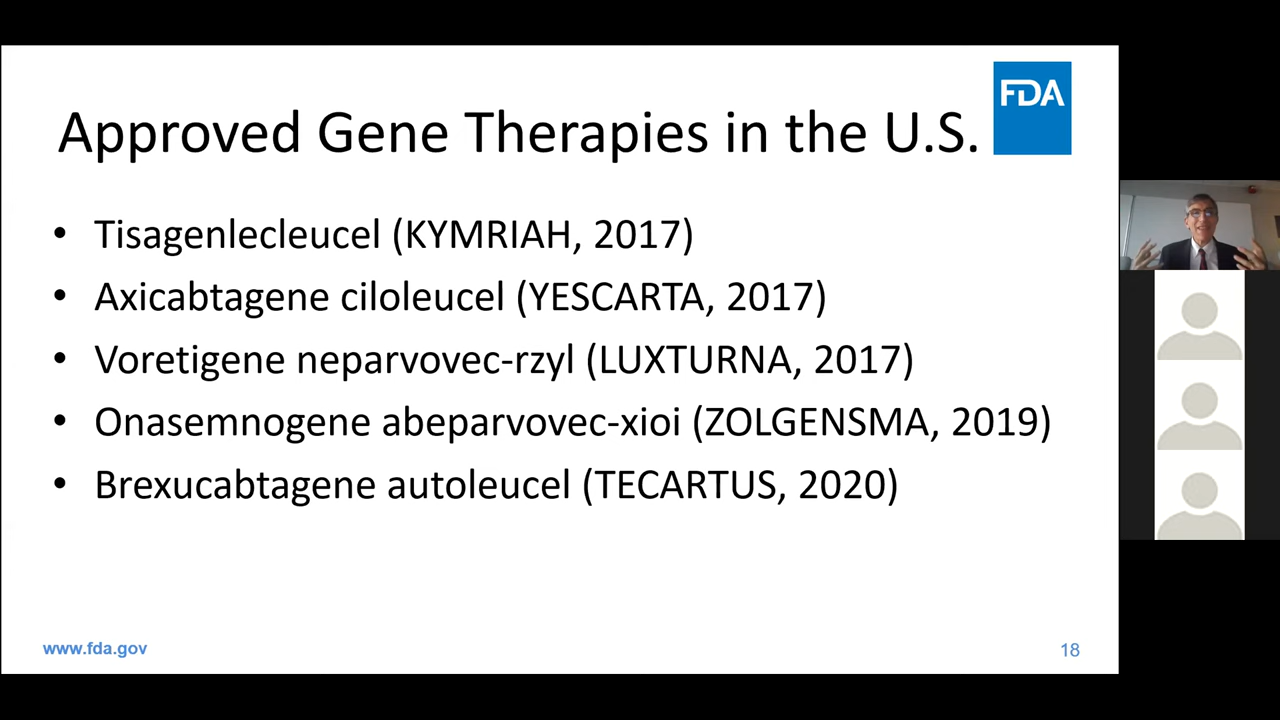 Approved Gene Therapies in the U.S.
FDA
• Tisagenlecleucel (KYMRIAH, 2017)
• Axicabtagene ciloleucel (YESCARTA, 2017)
• Voretigene neparvovec-rzyl (LUXTURNA, 2017)
• Onasemnogene abeparvovec-xioi (ZOLGENSMA, 2019)
• Brexucabtagene autoleucel (TECARTUS, 2020)
www.fda.gov
18